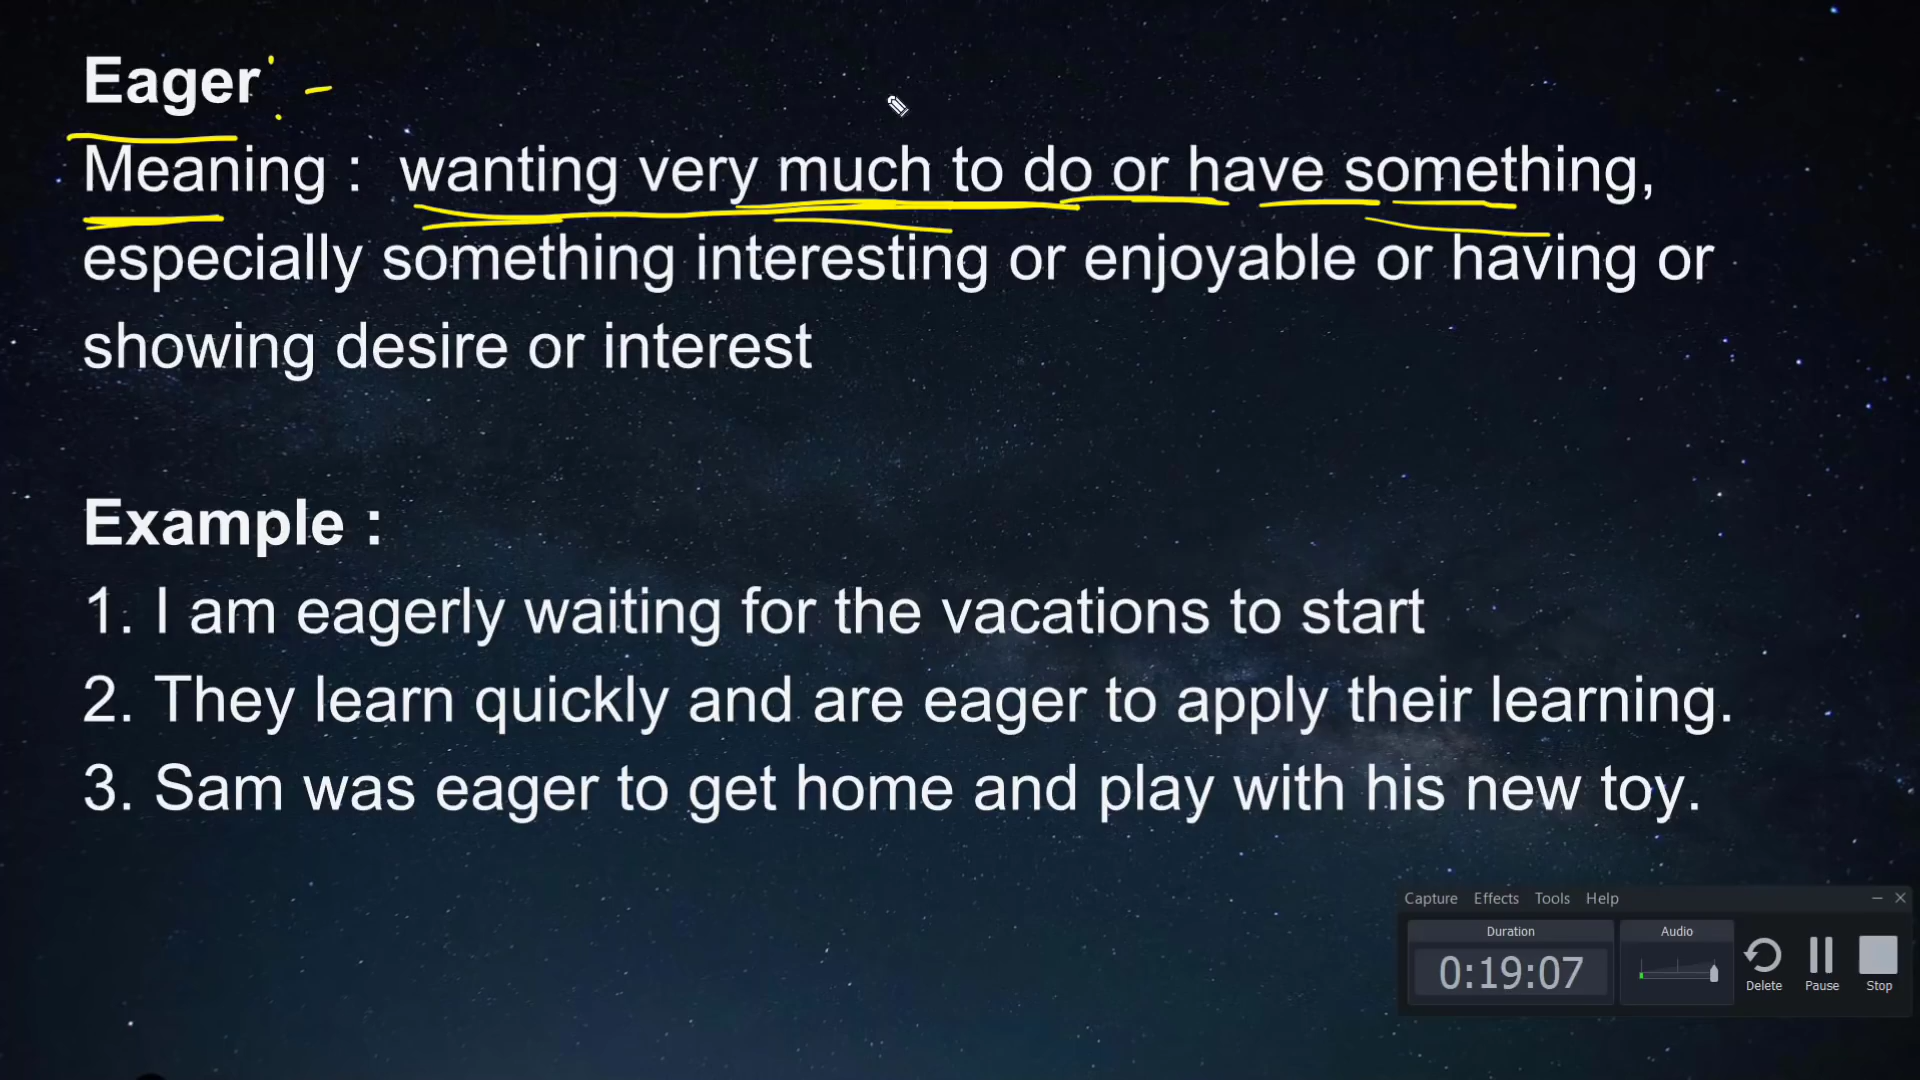 Eager : -
Meaning : wanting very much to do or have something,
especially something interesting or enjoyable or having or
showing desire or interest
Example :
1. I am eagerly waiting for the vacations to start
2. They learn quickly and are eager to apply their learning.
3. Sam was eager to get home and play with his new toy.
Capture Effects Tools Help
Duration Audio
0:19:07
Delete Pause Stop